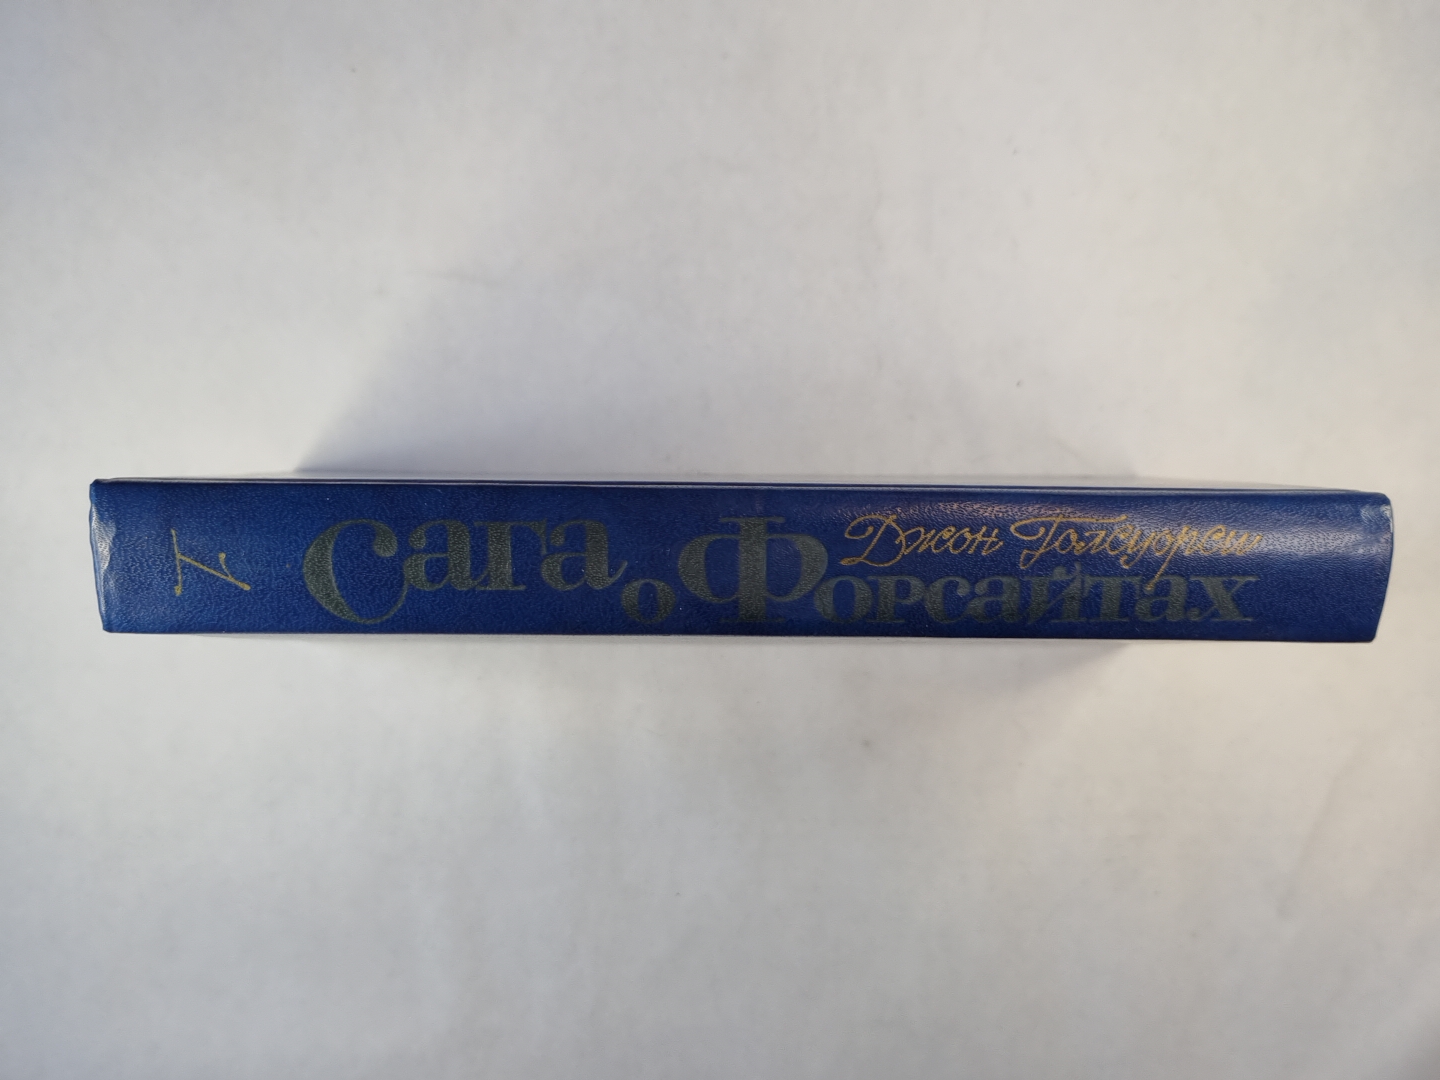 Джон Голсуорси
Сага
о Форсайтах
1